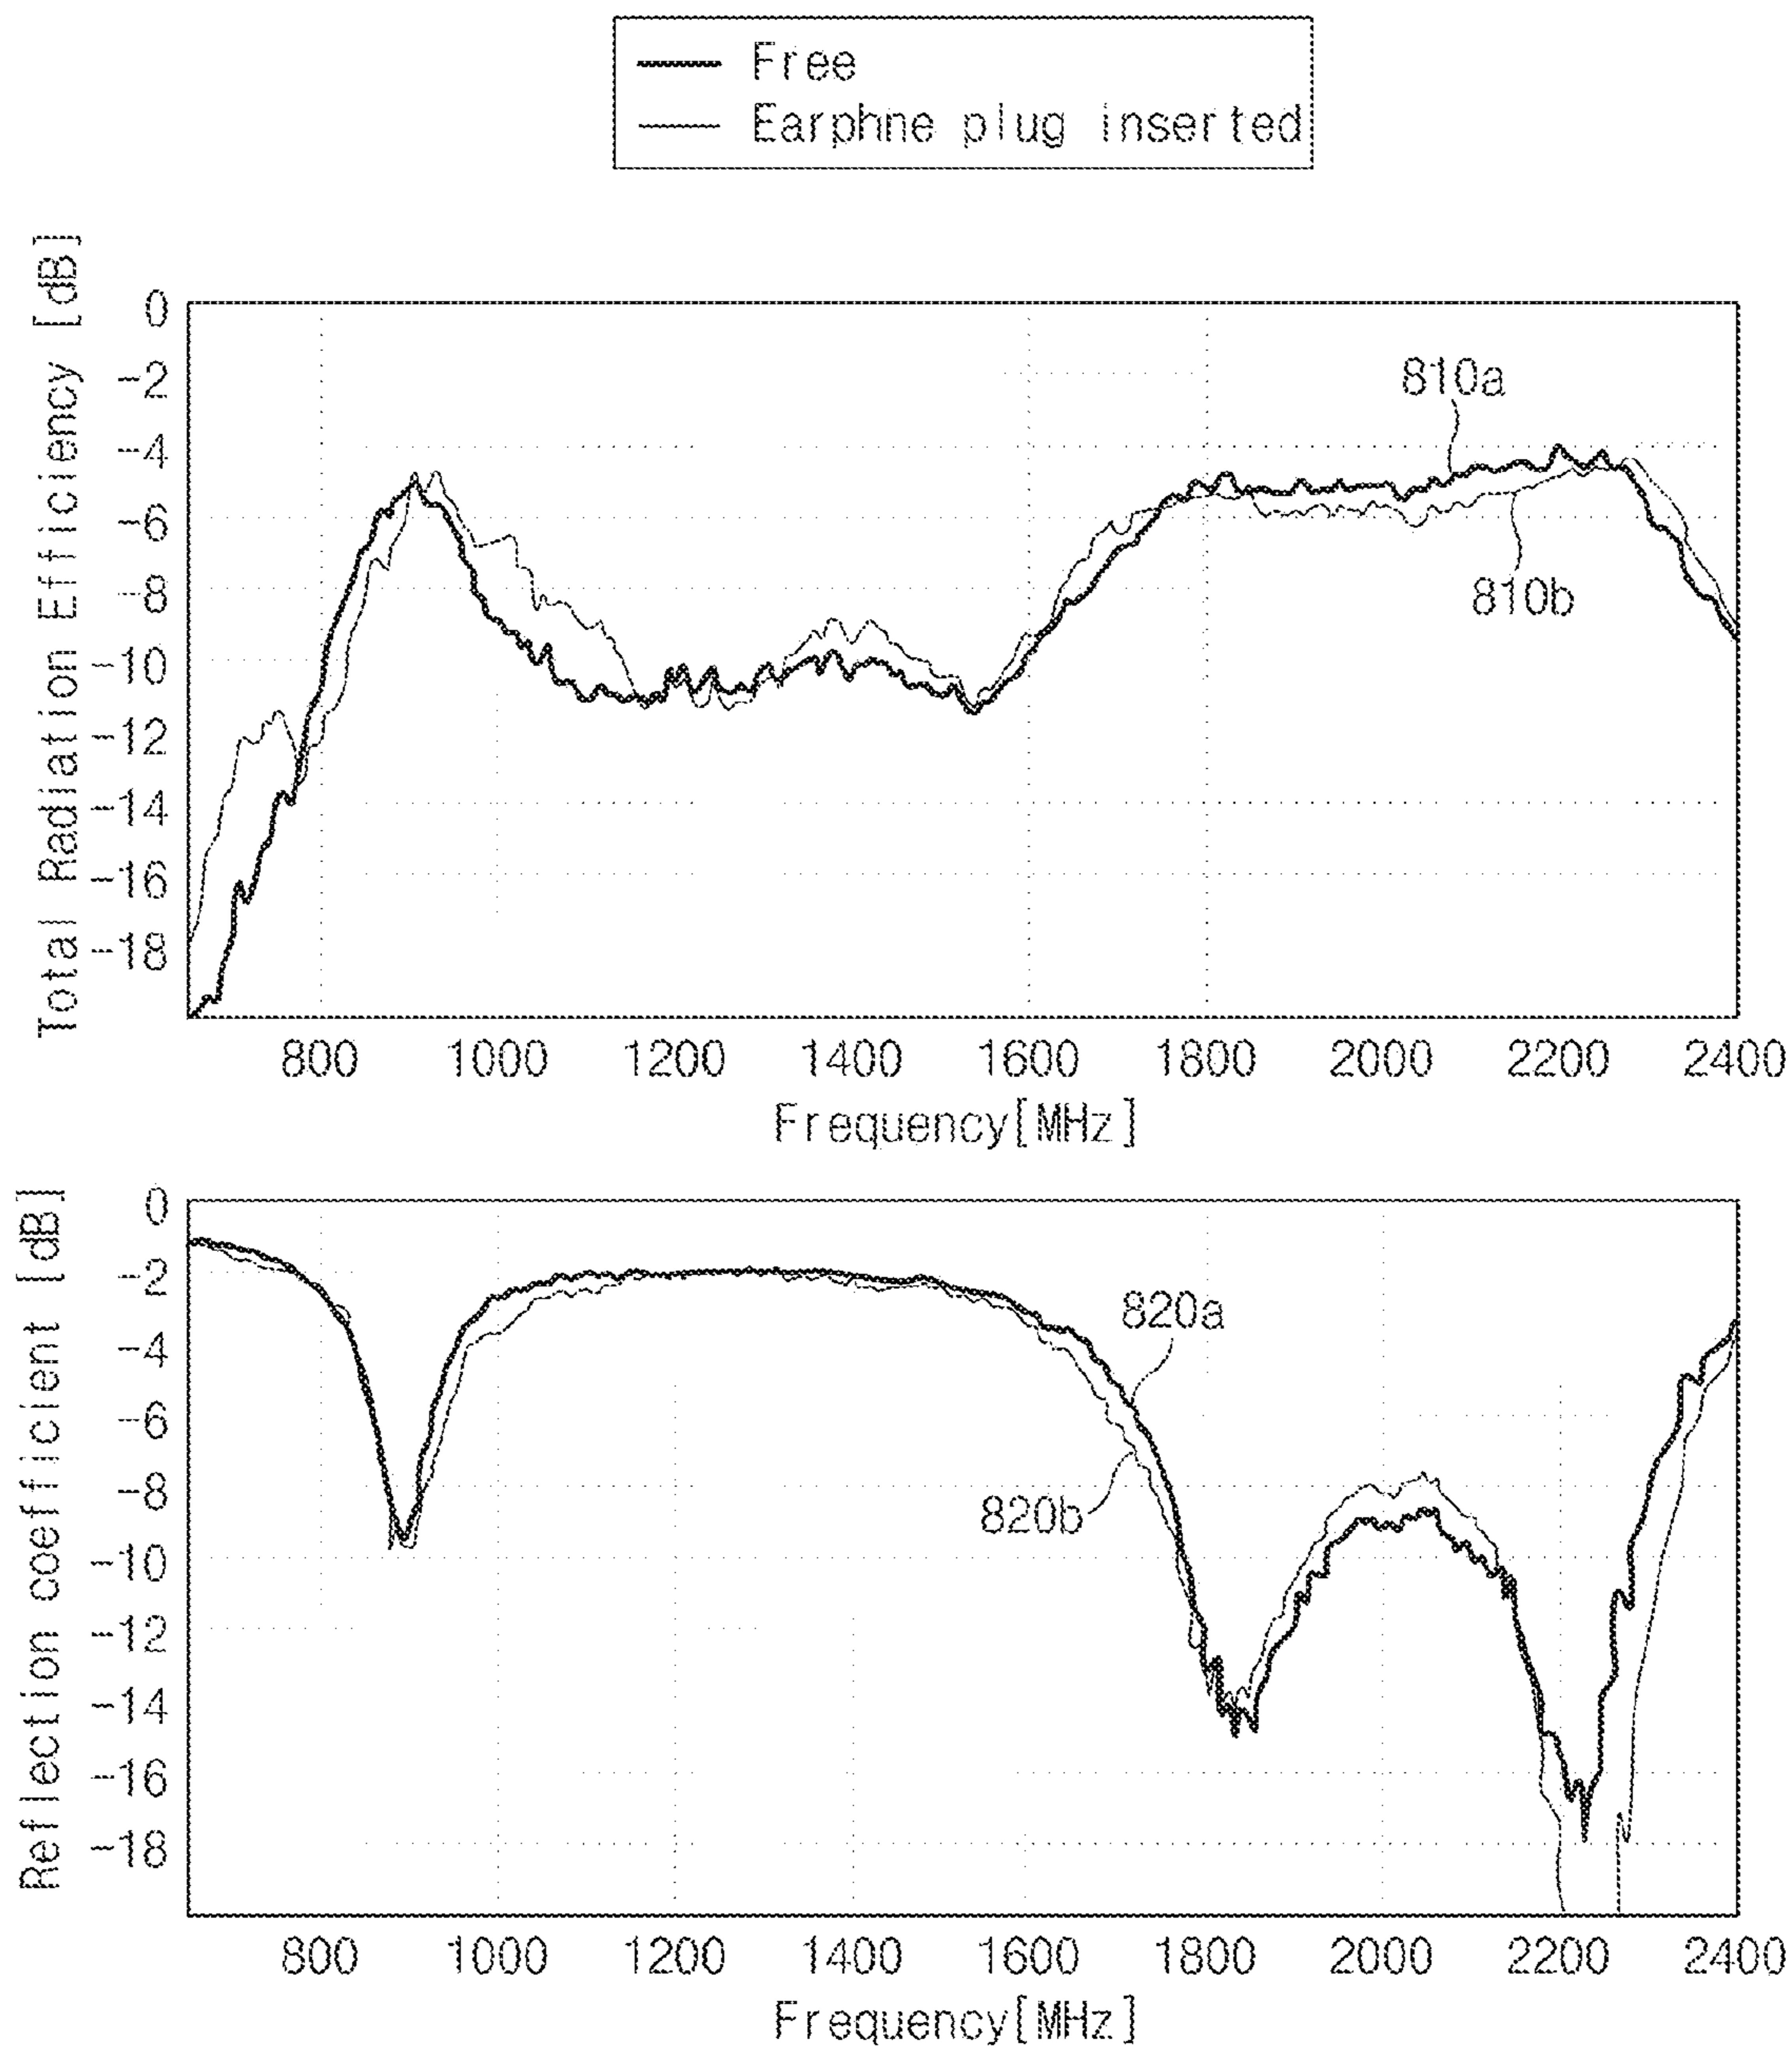 Free
Earphne plug inserted
Total Radiation Efficiency [dB]
0
-2
-4
-6
-8
-10
-12
-14
-16
-18
810a
810b
800 1000 1200 1400 1600 1800 2000 2200 2400
Frequency[MHz]
Reflection coefficient [dB]
0
-2
-4
-6
-8
-10
-12
-14
-16
-18
820a
820b
800 1000 1200 1400 1600 1800 2000 2200 2400
Frequency[MHz]